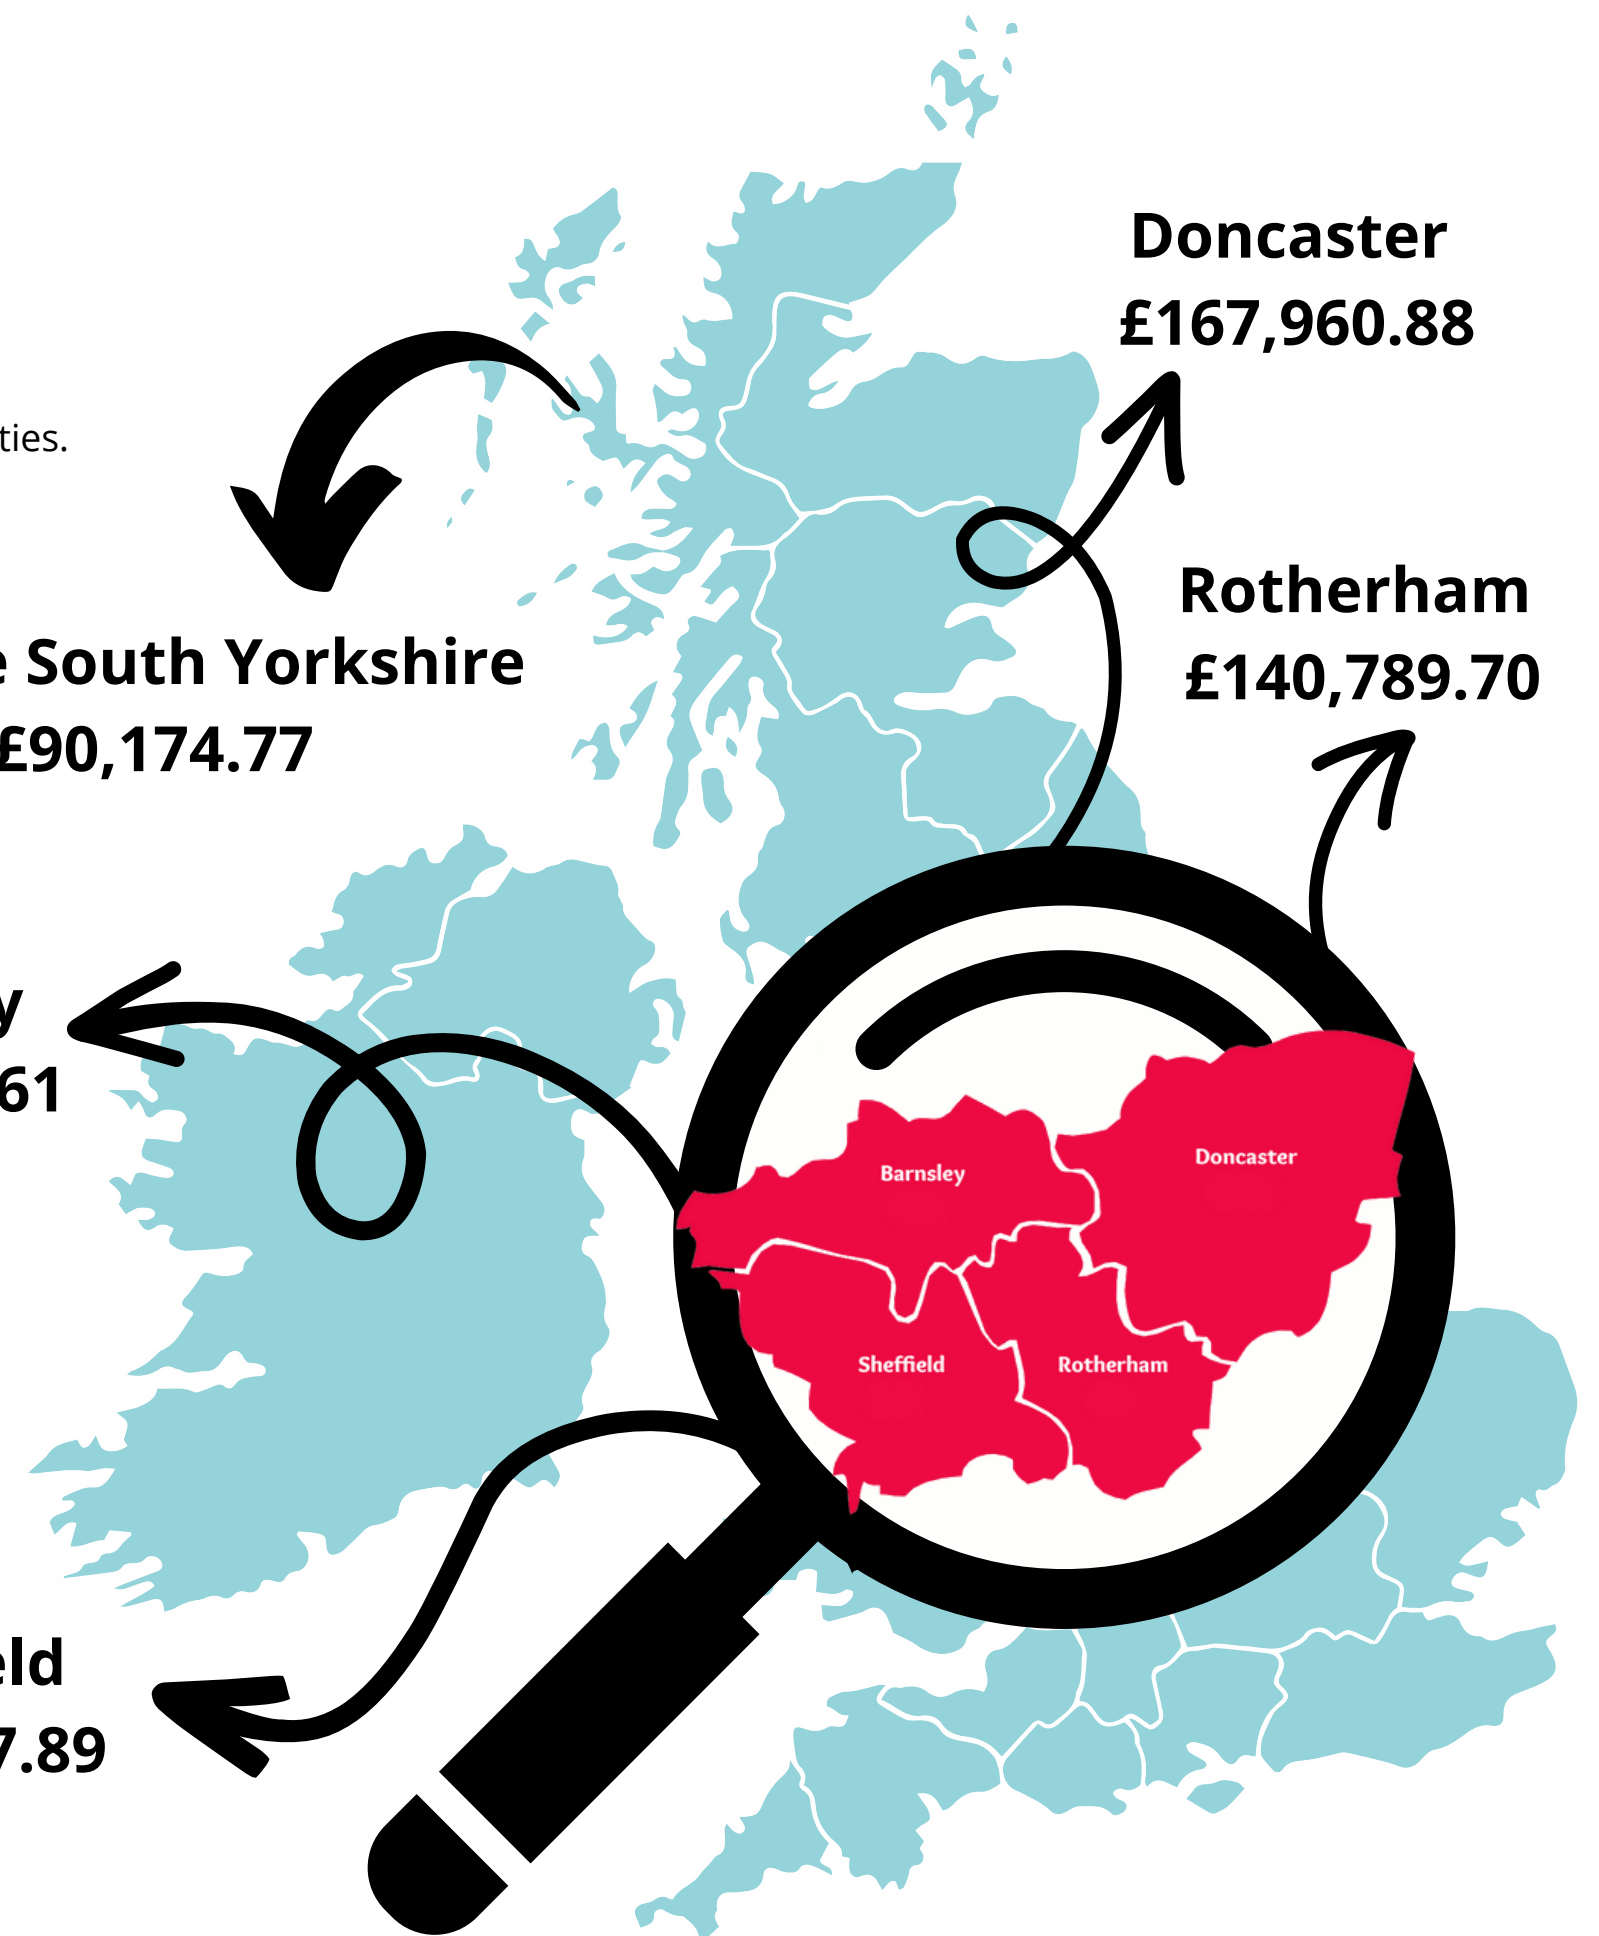 Doncaster
£167,960.88
ties.
Rotherham
£140,789.70
e South Yorkshire
£90,174.77
y
61
Barnsley
Doncaster
Sheffield
Rotherham
eld
7.89